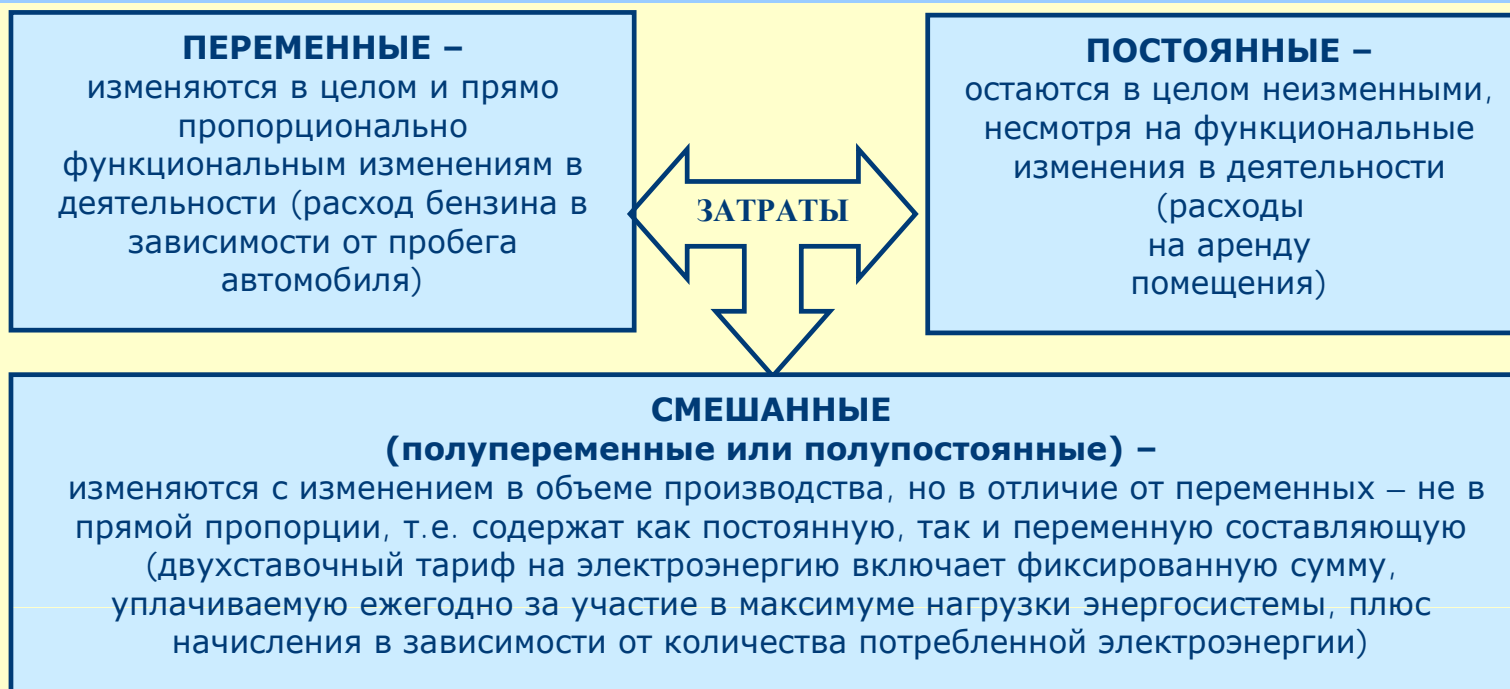 ПЕРЕМЕННЫЕ –
изменяются в целом и прямо
пропорционально
функциональным изменениям в
деятельности (расход бензина в
зависимости от пробега
автомобиля)
ПОСТОЯННЫЕ –
остаются в целом неизменными,
несмотря на функциональные
изменения в деятельности
(расходы
на аренду
помещения)
ЗАТРАТЫ
СМЕШАННЫЕ
(полупеременные или полупостоянные) –
изменяются с изменением в объеме производства, но в отличие от переменных – не в
прямой пропорции, т.е. содержат как постоянную, так и переменную составляющую
(двухставочный тариф на электроэнергию включает фиксированную сумму,
уплачиваемую ежегодно за участие в максимуме нагрузки энергосистемы, плюс
начисления в зависимости от количества потребленной электроэнергии)